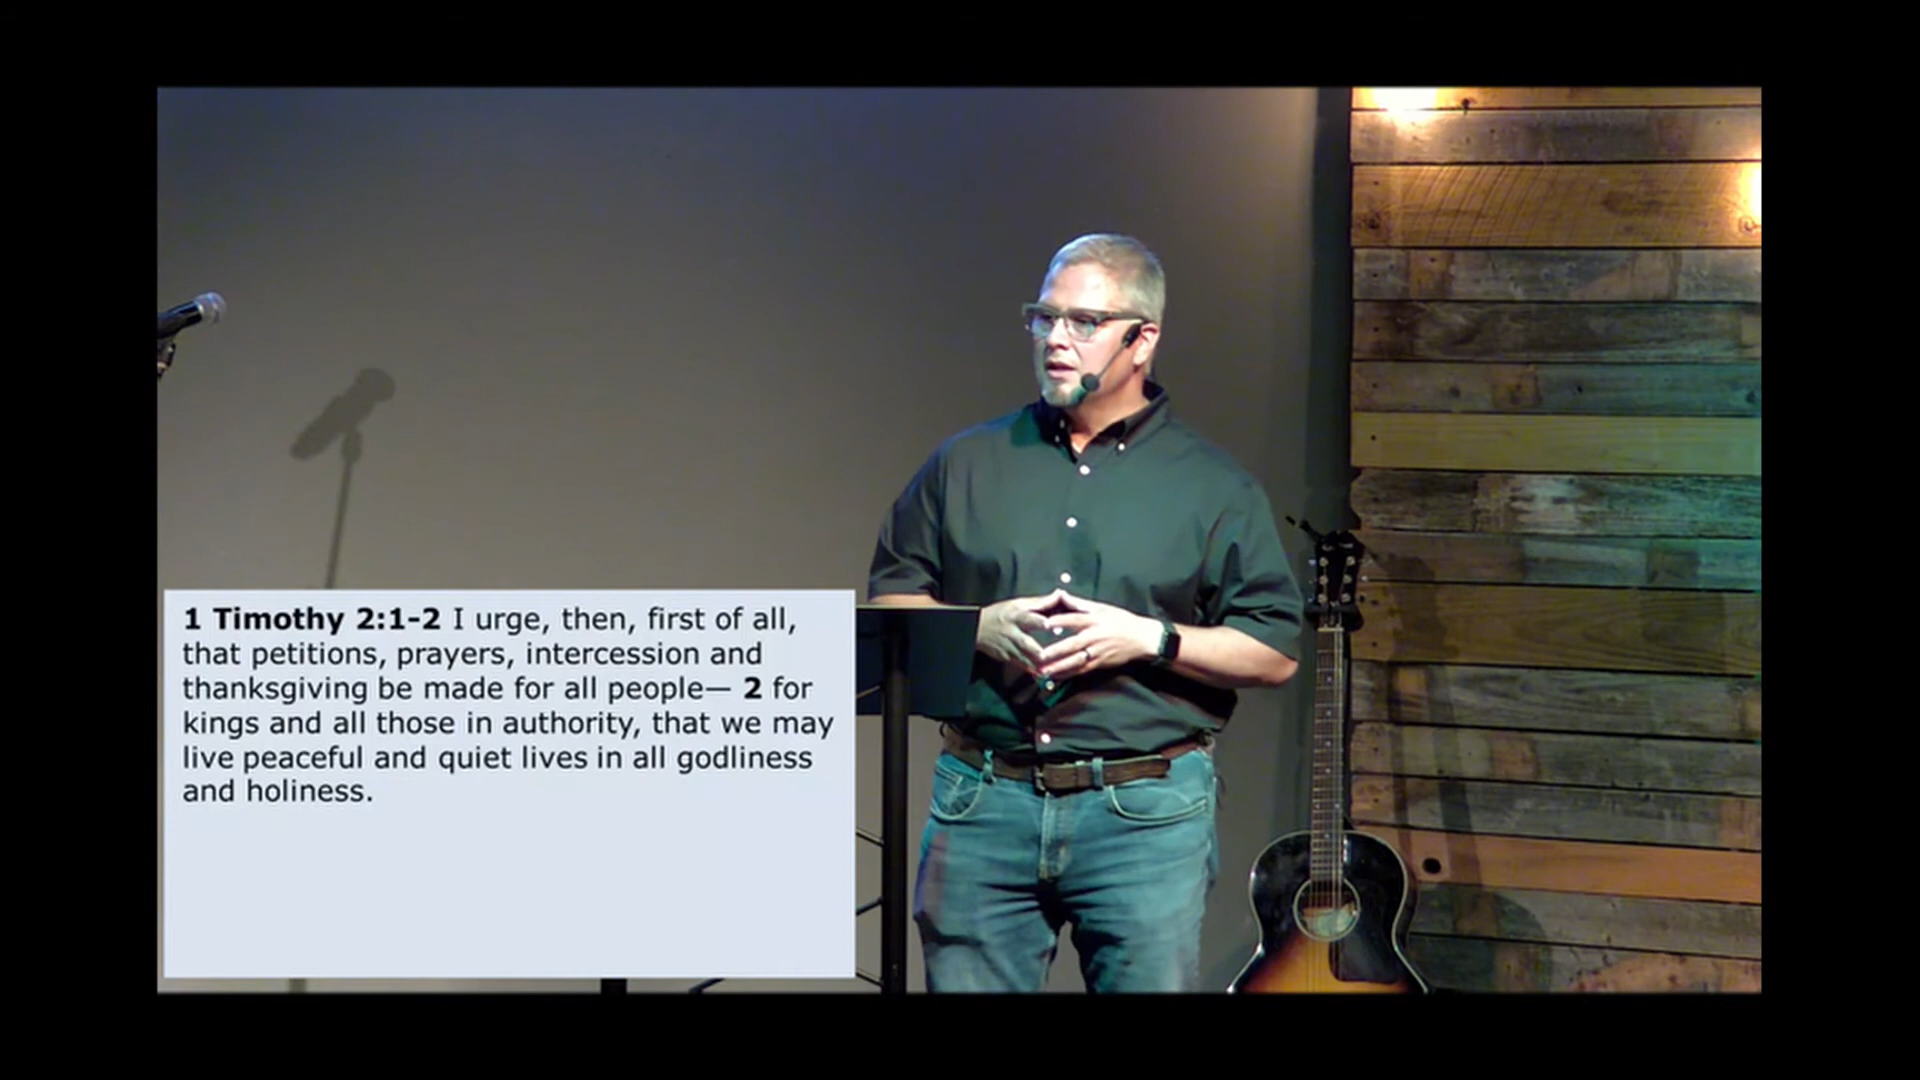 1 Timothy 2:1-2 I urge, then, first of all,
that petitions, prayers, intercession and
thanksgiving be made for all people— 2 for
kings and all those in authority, that we may
live peaceful and quiet lives in all godliness
and holiness.